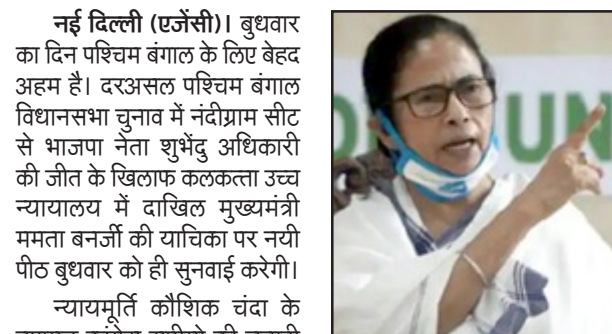 नई दिल्ली (एजेंसी)। बुधवार
का दिन पश्चिम बंगाल के लिए बेहद
अहम है। दरअसल पश्चिम बंगाल
विधानसभा चुनाव में नंदीग्राम सीट
से भाजपा नेता शुभेंदु अधिकारी
की जीत के खिलाफ कलकत्ता उच्च
न्यायालय में दाखिल मुख्यमंत्री
ममता बनर्जी की याचिका पर नयी
पीठ बुधवार को ही सुनवाई करेगी।
न्यायमूर्ति कौशिक चंदा के
UN